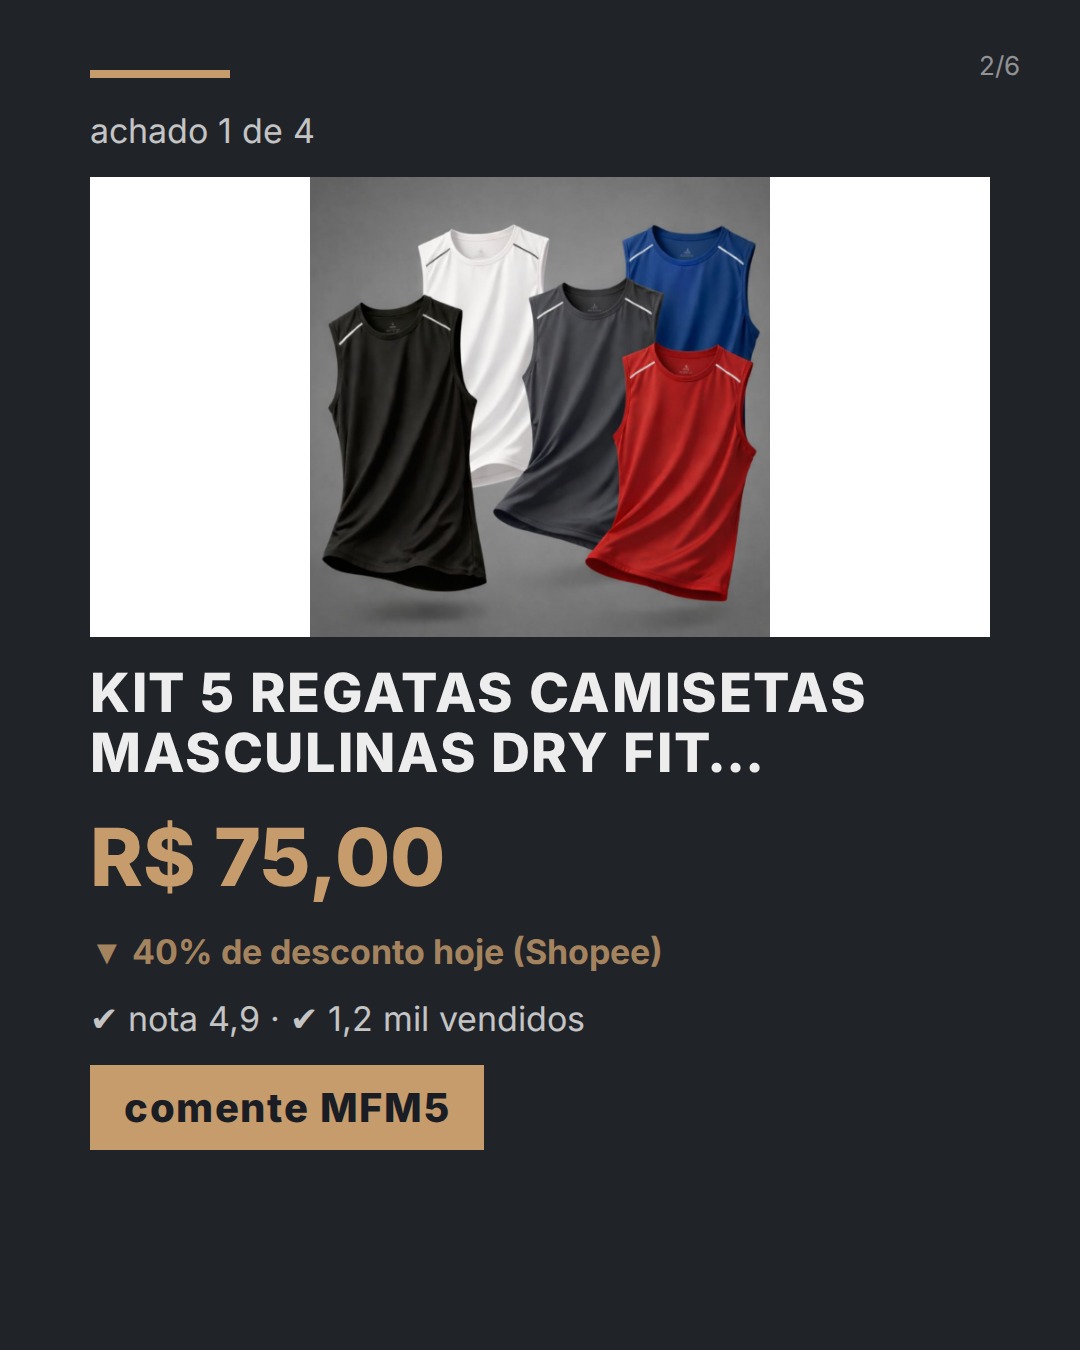 2/6
achado 1 de 4
KIT 5 REGATAS CAMISETAS
MASCULINAS DRY FIT...
R$ 75,00
▼ 40% de desconto hoje (Shopee)
✔ nota 4,9 · ✔ 1,2 mil vendidos
comente MFM5